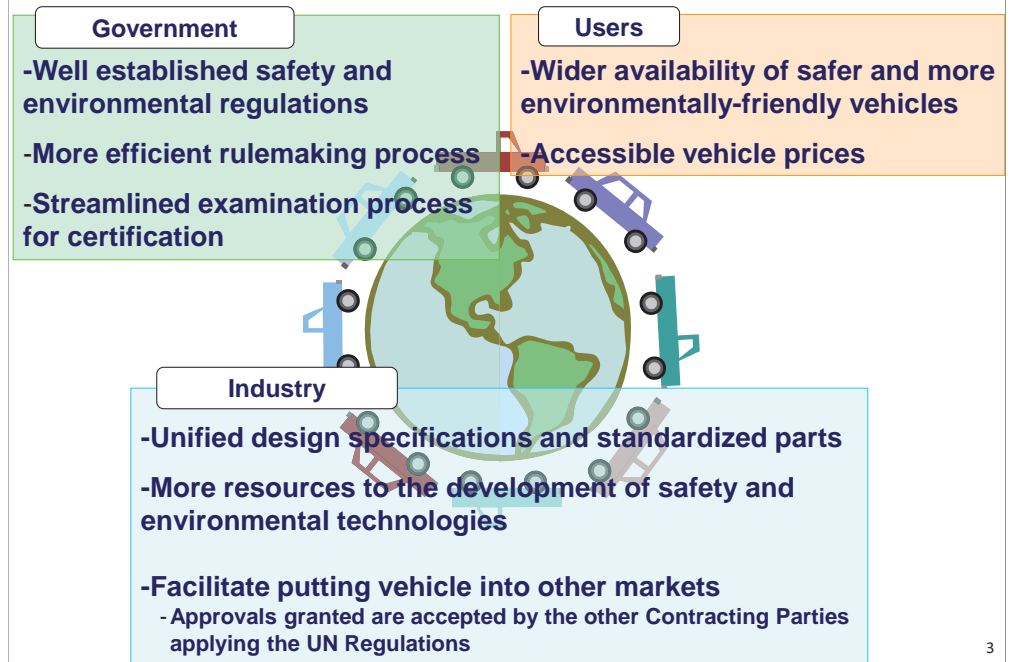 Government
-Well established safety and
environmental regulations
-More efficient rulemaking process
-Streamlined examination process
for certification
Users
-Wider availability of safer and more
environmentally-friendly vehicles
-Accessible vehicle prices
Industry
-Unified design specifications and standardized parts
-More resources to the development of safety and
environmental technologies
-Facilitate putting vehicle into other markets
- Approvals granted are accepted by the other Contracting Parties
applying the UN Regulations
3